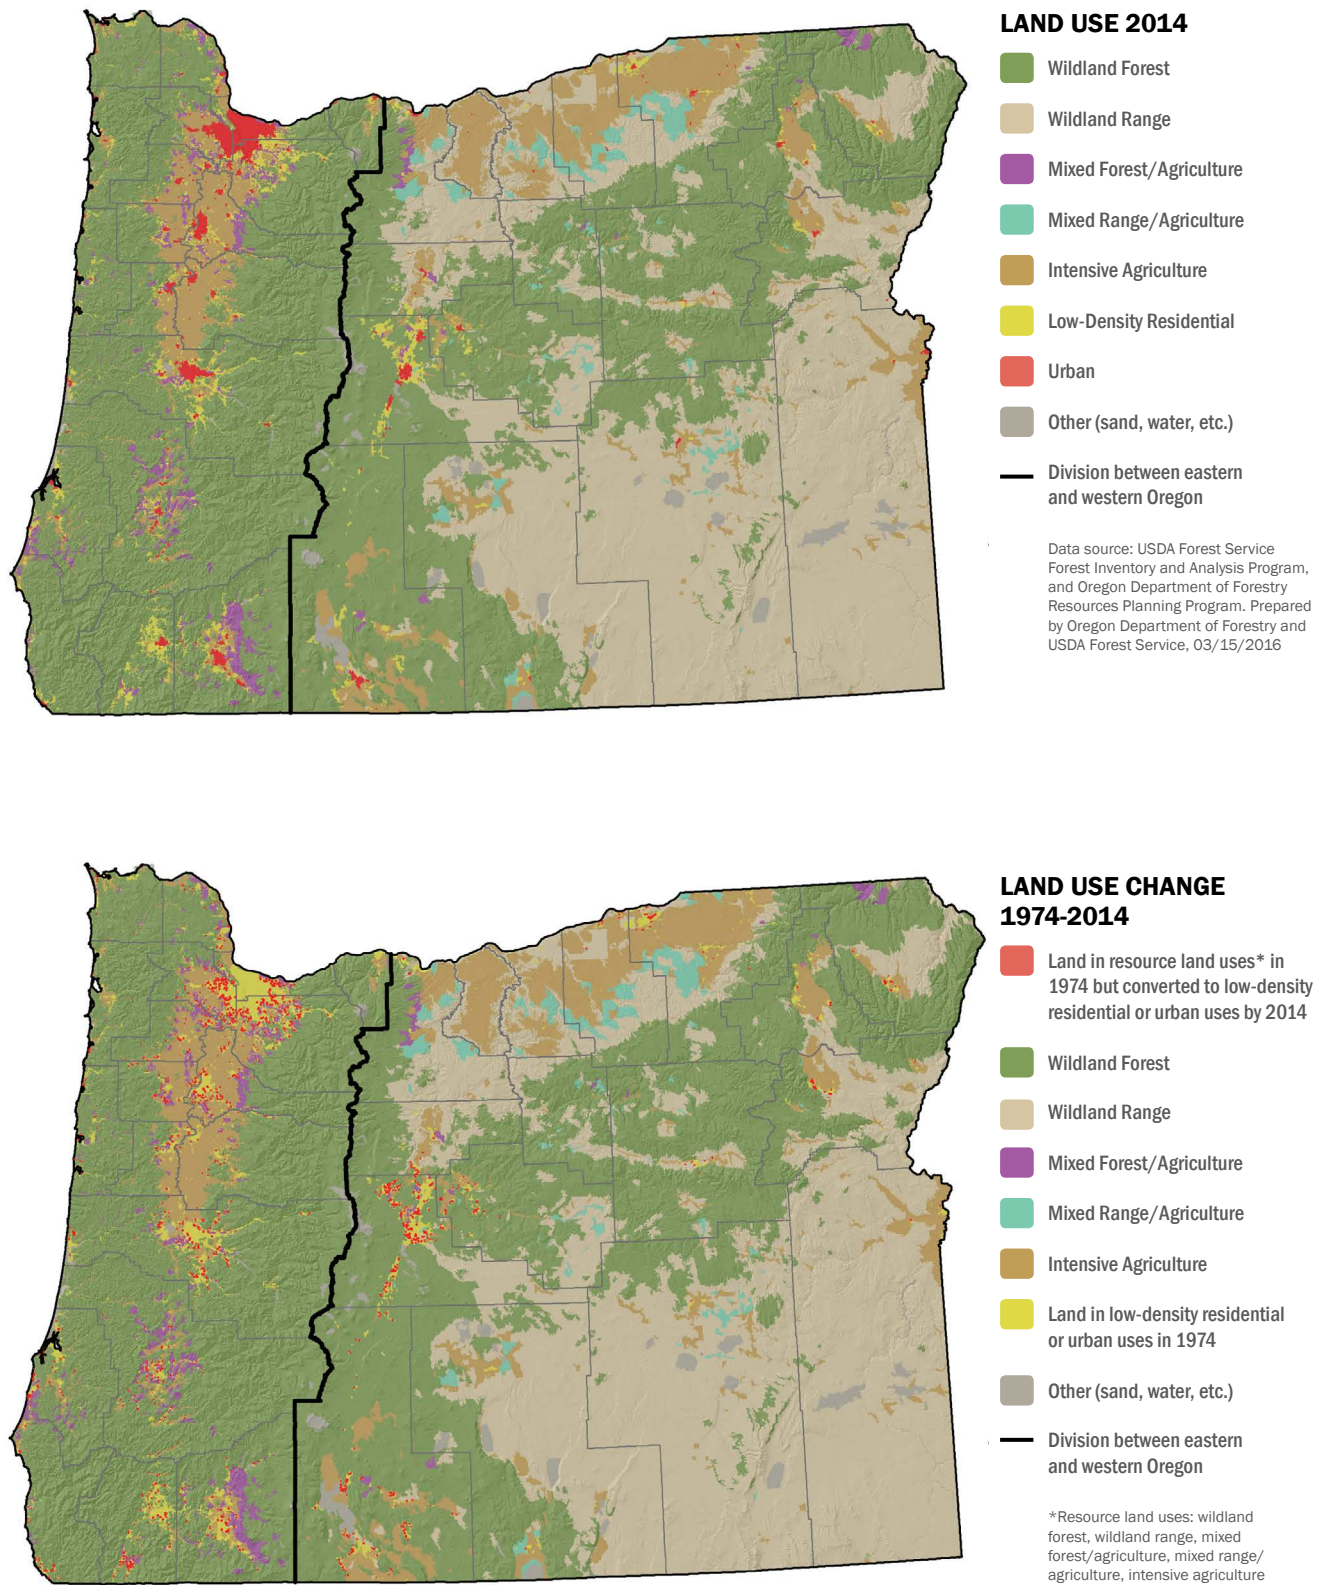 LAND USE 2014
Wildland Forest
Wildland Range
Mixed Forest/Agriculture
Mixed Range/Agriculture
Intensive Agriculture
Low-Density Residential
Urban
Other (sand, water, etc.)
Division between eastern
and western Oregon
Data source: USDA Forest Service
Forest Inventory and Analysis Program,
and Oregon Department of Forestry
Resources Planning Program. Prepared
by Oregon Department of Forestry and
USDA Forest Service, 03/15/2016
LAND USE CHANGE
1974-2014
Land in resource land uses* in
1974 but converted to low-density
residential or urban uses by 2014
Wildland Forest
Wildland Range
Mixed Forest/Agriculture
Mixed Range/Agriculture
Intensive Agriculture
Land in low-density residential
or urban uses in 1974
Other (sand, water, etc.)
Division between eastern
and western Oregon
*Resource land uses: wildland
forest, wildland range, mixed
forest/agriculture, mixed range/
agriculture, intensive agriculture